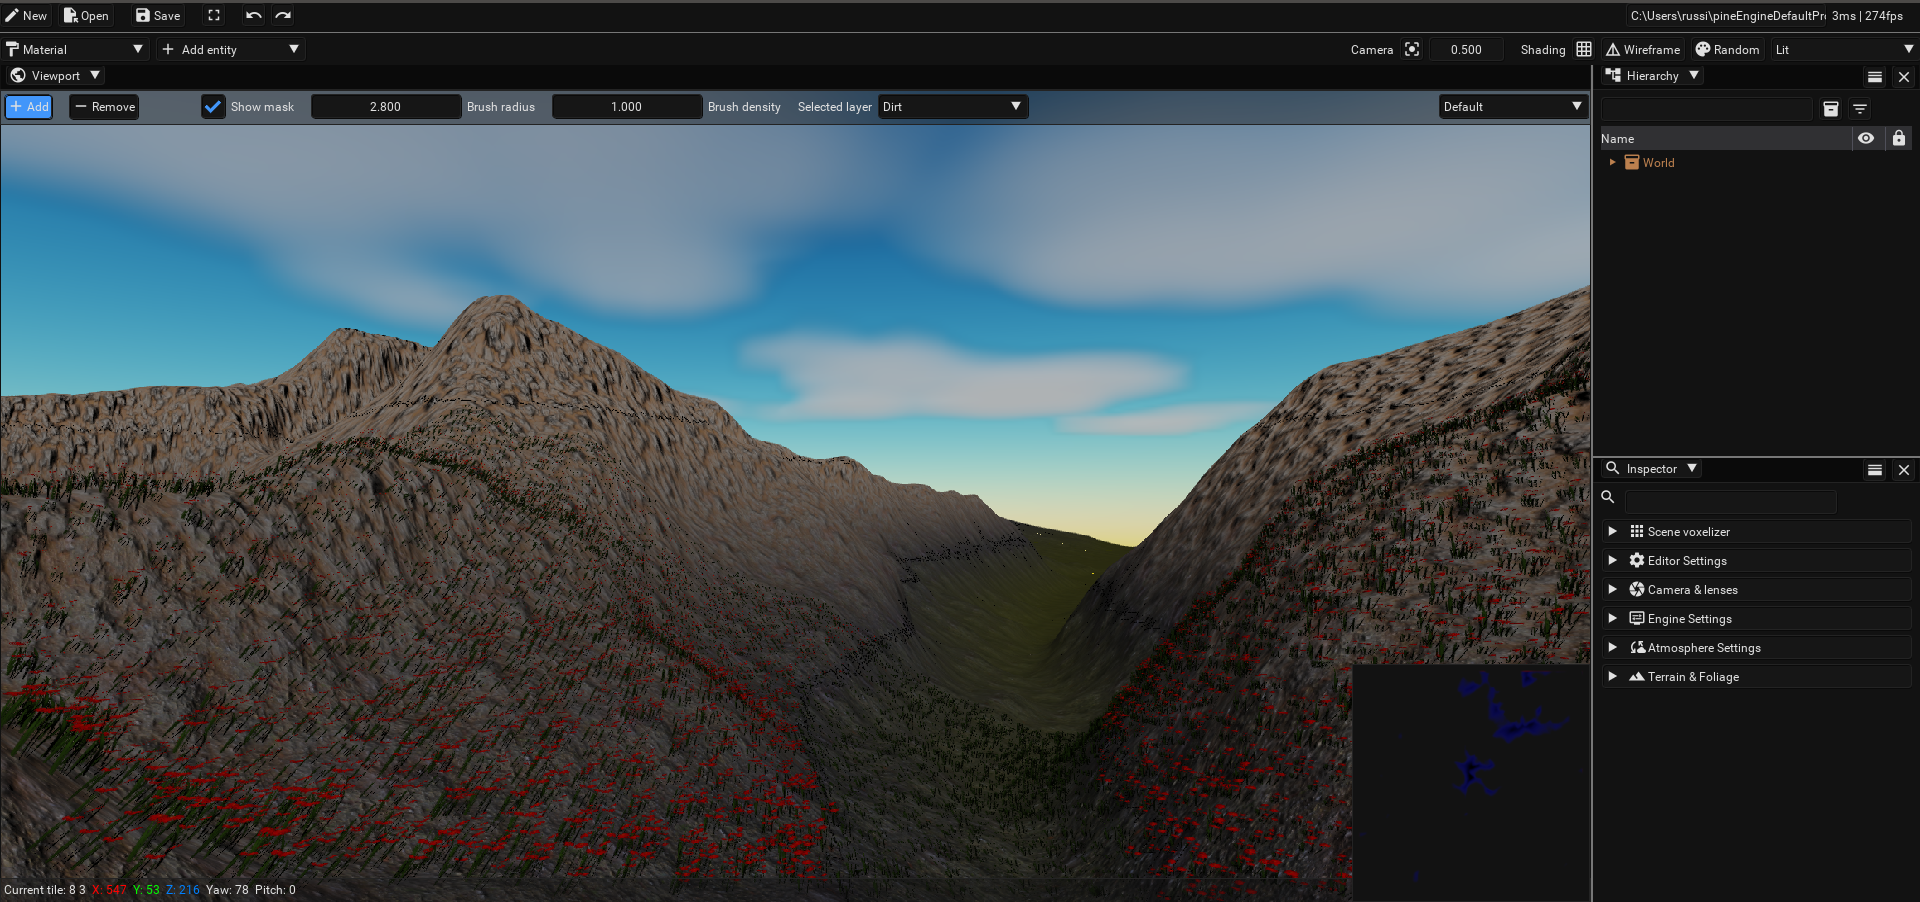 New Open Save C:\Users\russi\pineEngineDefaultPr 3ms | 274fps
Material Add entity Camera 0.500 Shading Wireframe Random Lit
Viewport Hierarchy
Add Remove Show mask 2.800 Brush radius 1.000 Brush density Selected layer Dirt Default
Name
World
Inspector
Scene voxelizer
Editor Settings
Camera & lenses
Engine Settings
Atmosphere Settings
Terrain & Foliage
Current tile: 8 3 X: 547 Y: 53 Z: 216 Yaw: 78 Pitch: 0